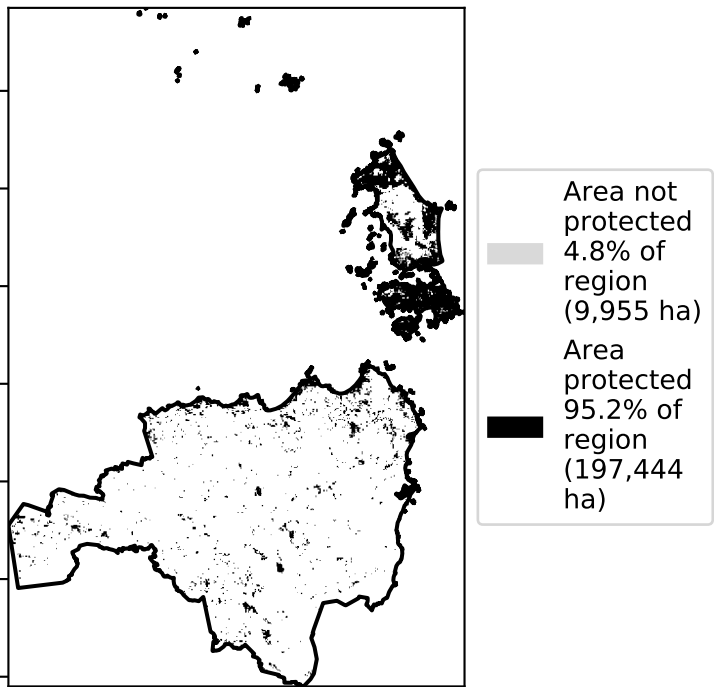 Area not
protected
4.8% of
region
(9,955 ha)
Area
protected
95.2% of
region
(197,444
ha)